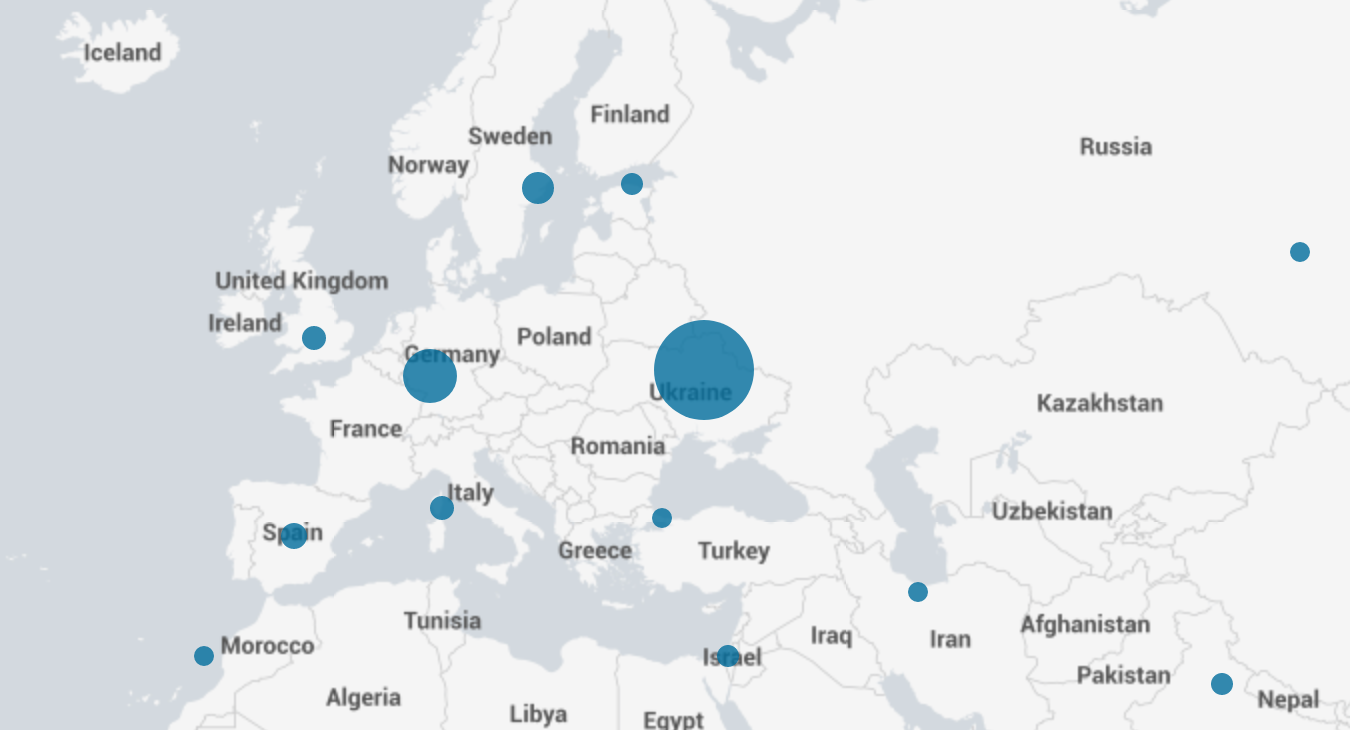 Iceland
Finland
Sweden
Russia
Norway
United Kingdom
Ireland
Poland
Germany
Ukraine
Kazakhstan
France
Romania
Italy
Uzbekistan
Spain
Greece
Turkey
Tunisia
Afghanistan
Iraq
Iran
Morocco
Israel
Pakistan
Algeria
Nepal
Libya
Egypt